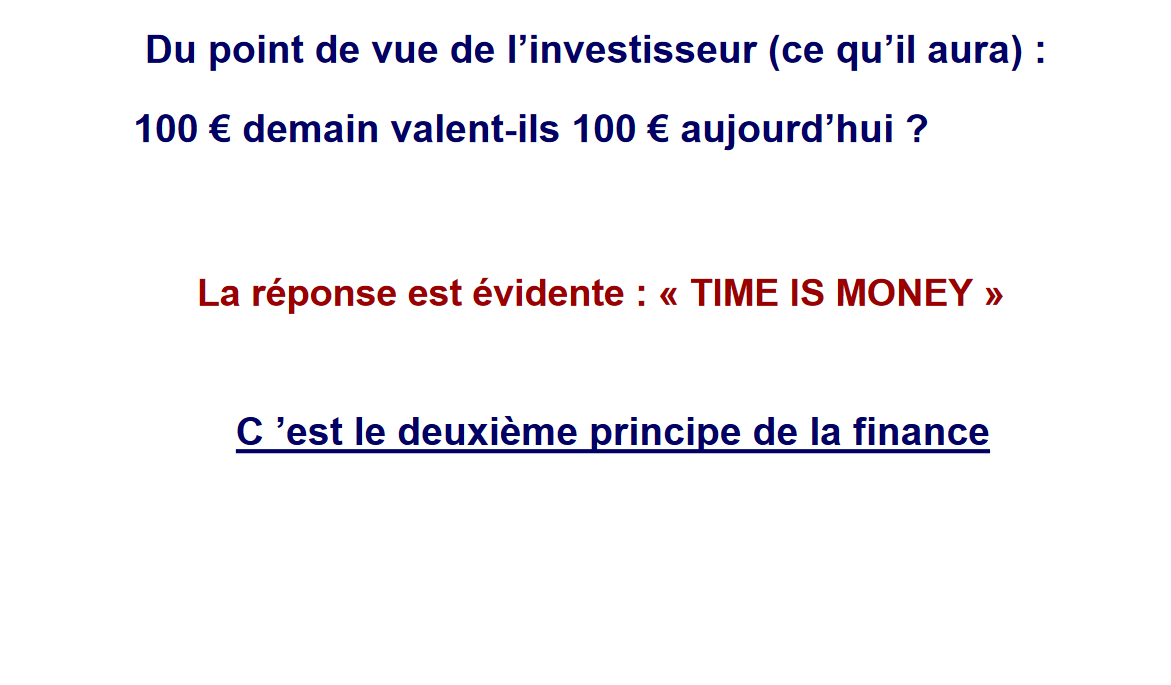 Du point de vue de l’investisseur (ce qu’il aura) :
100 € demain valent-ils 100 € aujourd’hui ?
La réponse est évidente : « TIME IS MONEY »
C ’est le deuxième principe de la finance